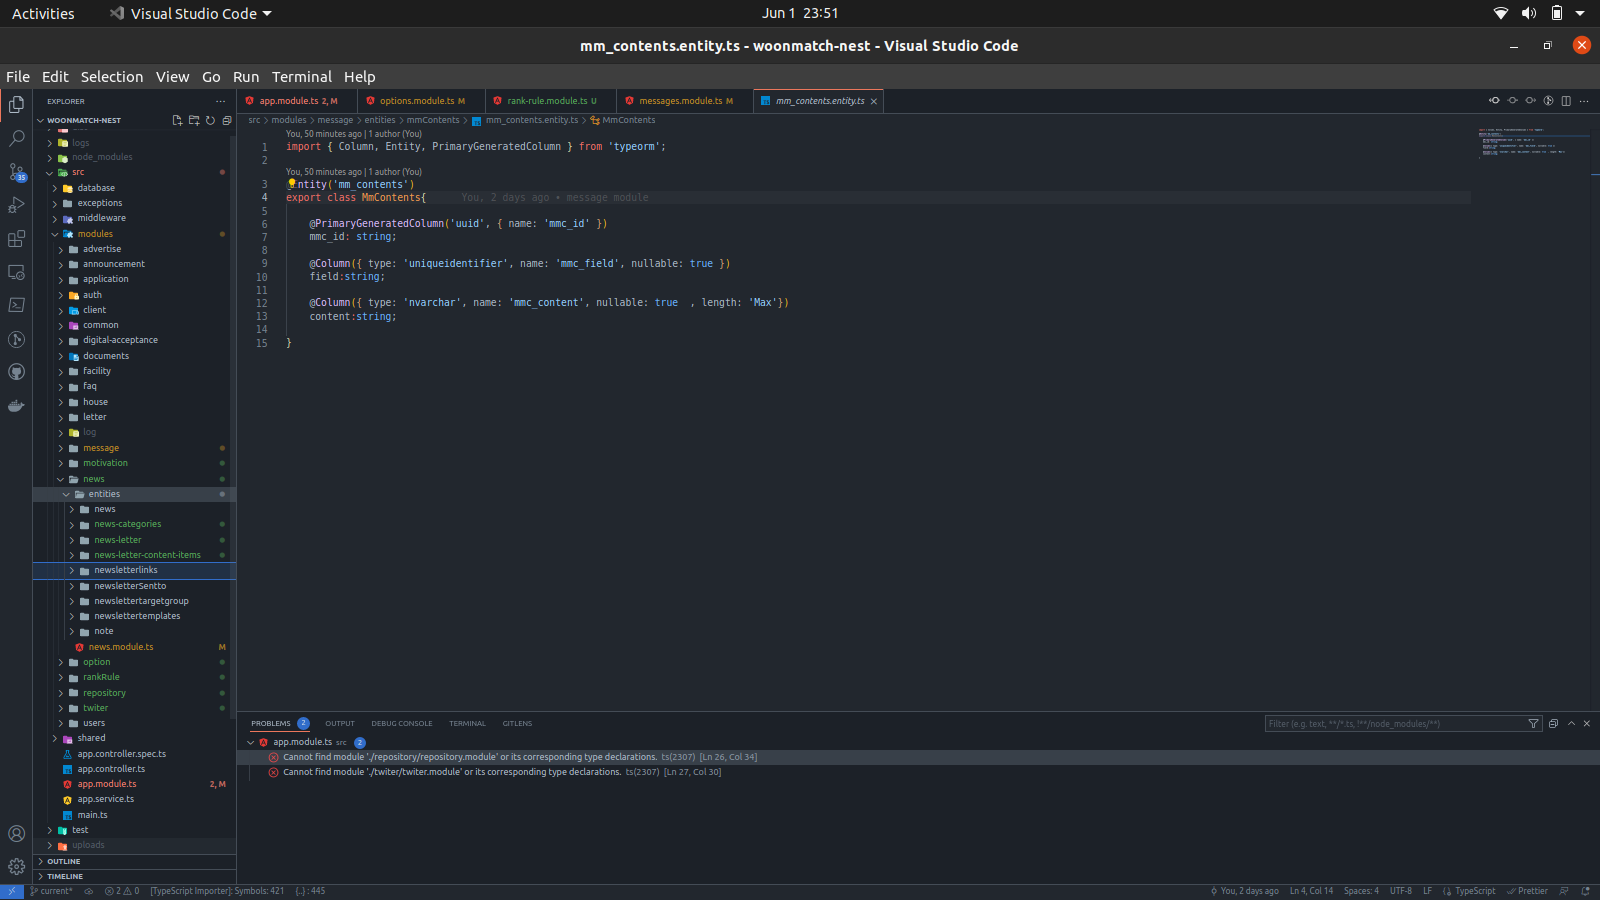 Activities Visual Studio Code Jun 1 23:51
mm_contents.entity.ts - woonmatch-nest - Visual Studio Code
File Edit Selection View Go Run Terminal Help
EXPLORER ...
WOONMATCH-NEST
logs
node_modules
src
database
exceptions
middleware
modules
advertise
announcement
application
auth
client
common
digital-acceptance
documents
facility
faq
house
letter
log
message
motivation
news
entities
news
news-categories
news-letter
news-letter-content-items
newsletterlinks
newsletterSentto
newslettertargetgroup
newslettertemplates
note
news.module.ts M
option
rankRule
repository
twiter
users
shared
app.controller.spec.ts
app.controller.ts
app.module.ts 2, M
app.service.ts
main.ts
test
uploads
OUTLINE
TIMELINE
35
app.module.ts 2, M options.module.ts M rank-rule.module.ts U messages.module.ts M mm_contents.entity.ts
src > modules > message > entities > mmContents > mm_contents.entity.ts > MmContents
You, 50 minutes ago | 1 author (You)
1 import { Column, Entity, PrimaryGeneratedColumn } from 'typeorm';
2
You, 50 minutes ago | 1 author (You)
3 Entity('mm_contents')
4 export class MmContents{ You, 2 days ago • message module
5
6 @PrimaryGeneratedColumn('uuid', { name: 'mmc_id' })
7 mmc_id: string;
8
9 @Column({ type: 'uniqueidentifier', name: 'mmc_field', nullable: true })
10 field:string;
11
12 @Column({ type: 'nvarchar', name: 'mmc_content', nullable: true , length: 'Max'})
13 content:string;
14
15 }
PROBLEMS 2 OUTPUT DEBUG CONSOLE TERMINAL GITLENS Filter (e.g. text, **/*.ts, !**/node_modules/**)
app.module.ts src 2
Cannot find module './repository/repository.module' or its corresponding type declarations. ts(2307) [Ln 26, Col 34]
Cannot find module './twiter/twiter.module' or its corresponding type declarations. ts(2307) [Ln 27, Col 30]
current* 2 0 [TypeScript Importer]: Symbols: 421 {..} : 445 You, 2 days ago Ln 4, Col 14 Spaces: 4 UTF-8 LF TypeScript Prettier